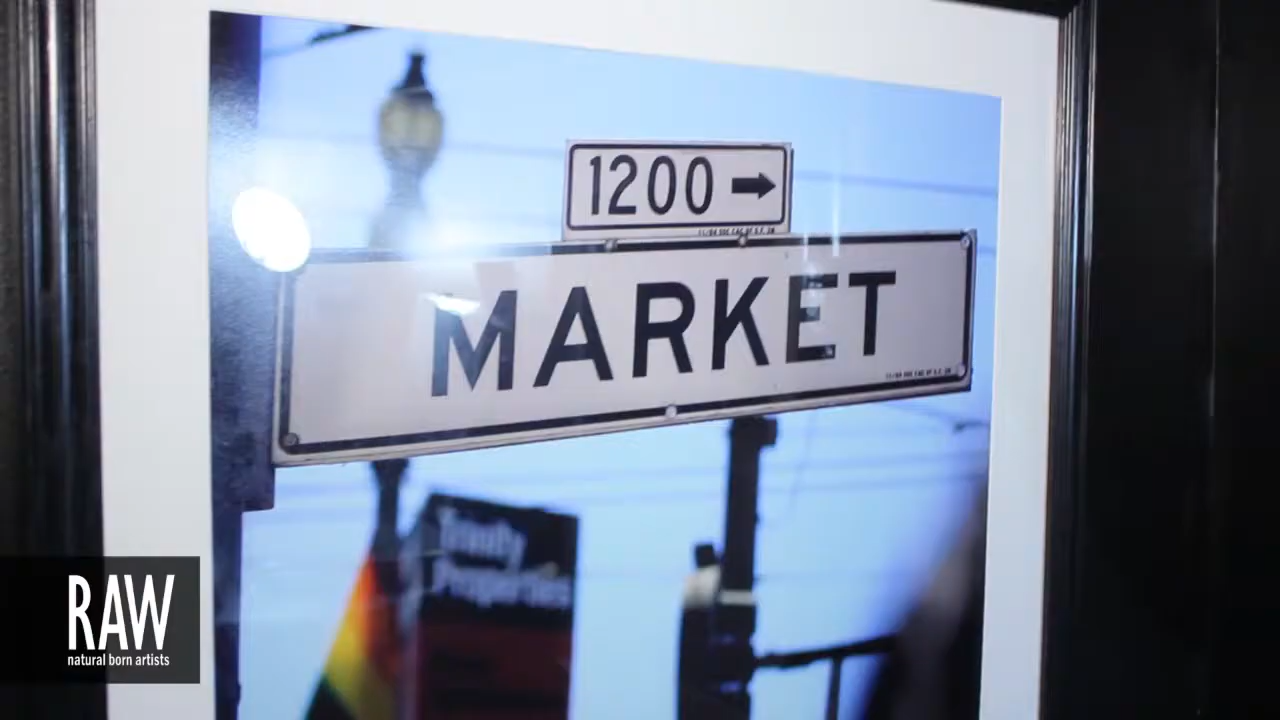 1200 →
MARKET
Trinity
Properties
RAW
natural born artists